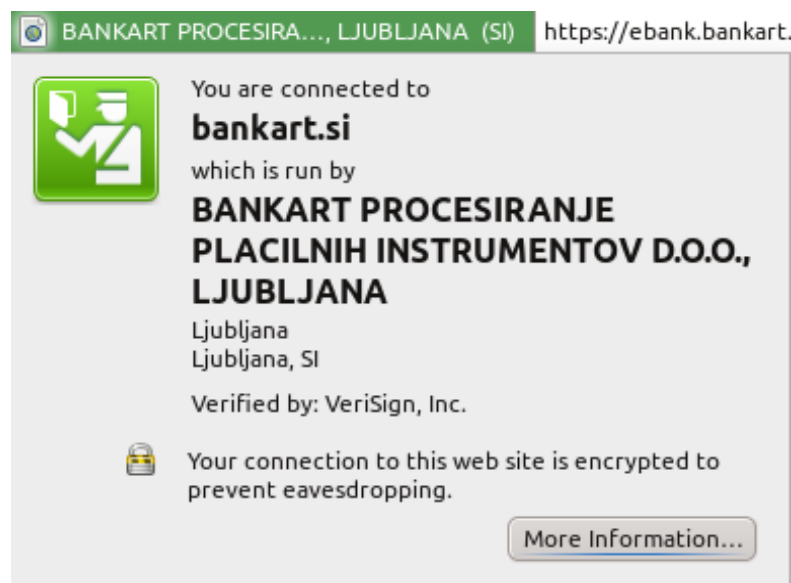 BANKART PROCESIRA..., LJUBLJANA (SI) https://ebank.bankart.
You are connected to
bankart.si
which is run by
BANKART PROCESIRANJE
PLACILNIH INSTRUMENTOV D.O.O.,
LJUBLJANA
Ljubljana
Ljubljana, SI
Verified by: VeriSign, Inc.
Your connection to this web site is encrypted to
prevent eavesdropping.
More Information...